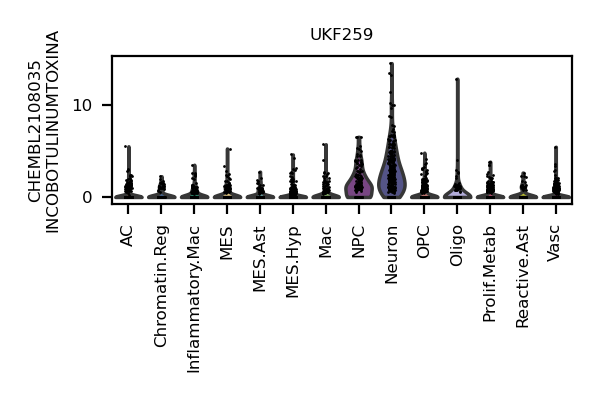 UKF259
CHEMBL2108035
INCOBOTULINUMTOXINA
10
0
AC
Chromatin.Reg
Inflammatory.Mac
MES
MES.Ast
MES.Hyp
Mac
NPC
Neuron
OPC
Oligo
Prolif.Metab
Reactive.Ast
Vasc